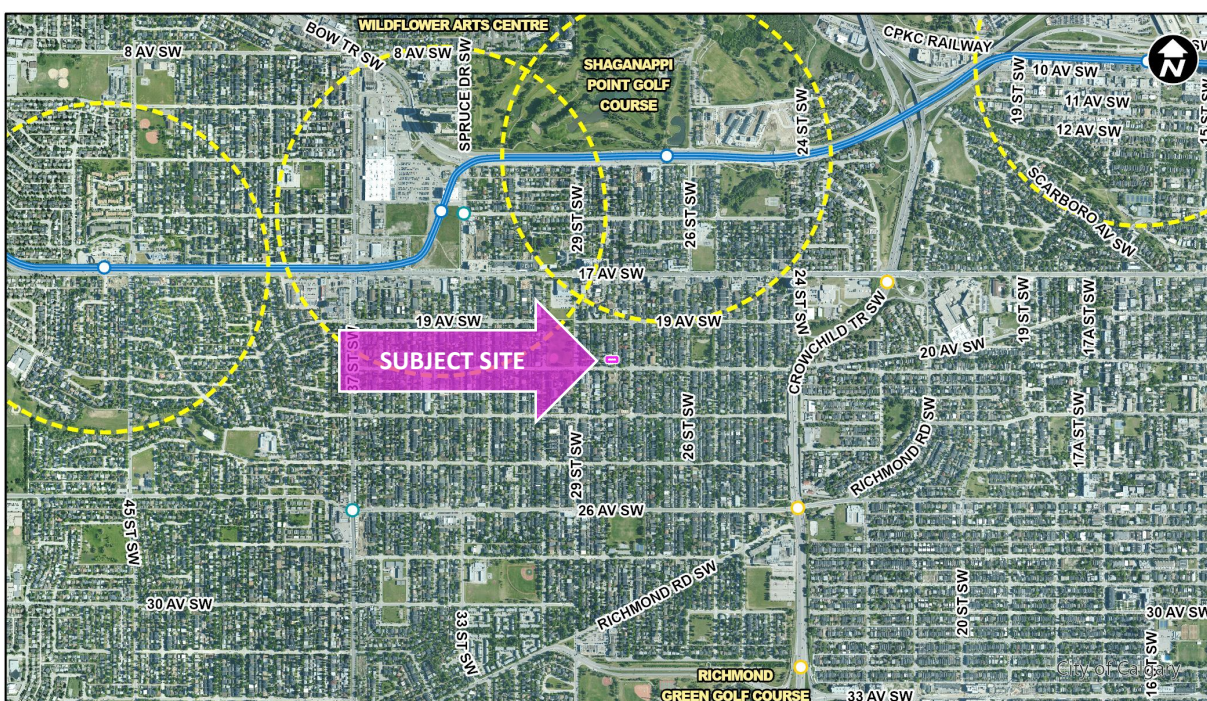 WILDFLOWER ARTS CENTRE
8 AV SW
BOW TR SW
8 AV SW
SPRUCE DR SW
SHAGANAPPI
POINT GOLF
COURSE
CPKC RAILWAY
SW
N
10 AV SW
19 ST SW
11 AV SW
12 AV SW
24 ST SW
SCARBORO AV SW
29 ST SW
26 ST SW
17 AV SW
24 ST SW
CROWCHILD TR SW
19 ST SW
17A ST SW
19 AV SW
19 AV SW
20 AV SW
37 ST SW
SUBJECT SITE
26 ST SW
29 ST SW
RICHMOND RD SW
17A ST SW
45 ST SW
26 AV SW
30 AV SW
RICHMOND RD SW
33 ST SW
20 ST SW
30 AV SW
16 ST SW
City of Calgary
RICHMOND
GREEN GOLF COURSE
33 AV SW